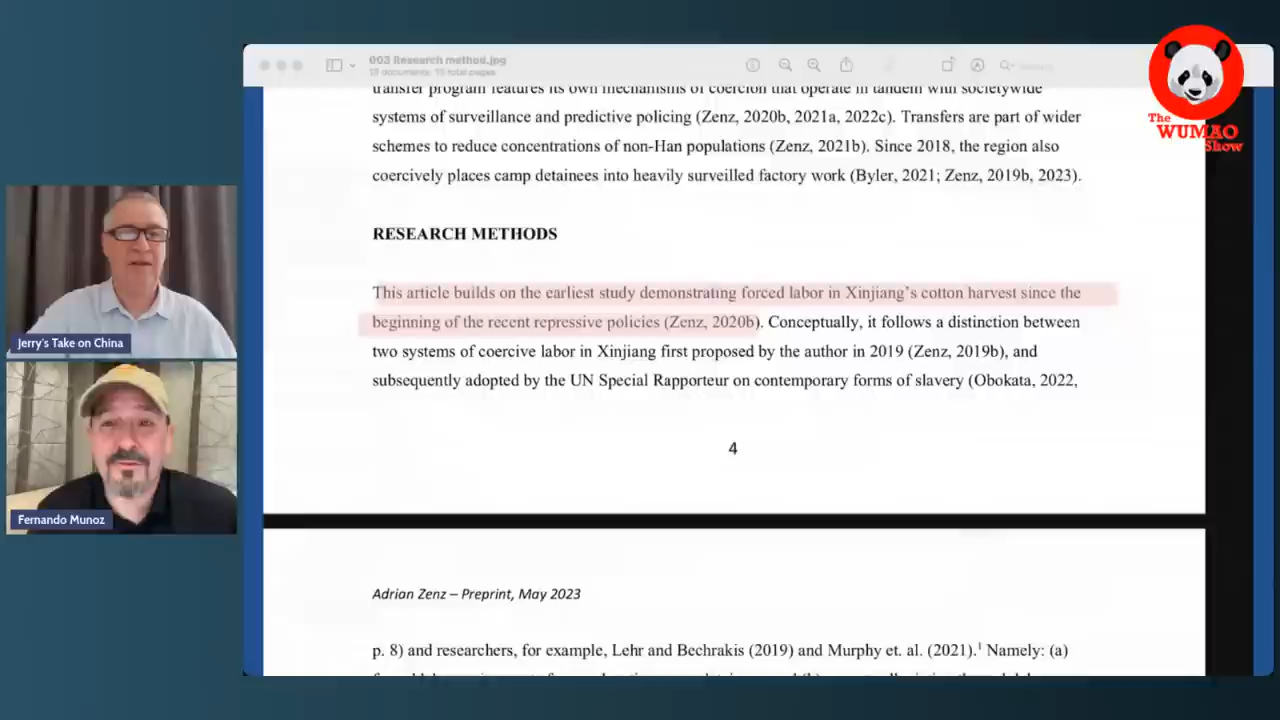 003 Research method.jpg
transfer program features its own mechanisms of coercion that operate in tandem with societywide
systems of surveillance and predictive policing (Zenz, 2020b, 2021a, 2022c). Transfers are part of wider
schemes to reduce concentrations of non-Han populations (Zenz, 2021b). Since 2018, the region also
coercively places camp detainees into heavily surveilled factory work (Byler, 2021; Zenz, 2019b, 2023).
RESEARCH METHODS
This article builds on the earliest study demonstrating forced labor in Xinjiang's cotton harvest since the
beginning of the recent repressive policies (Zenz, 2020b). Conceptually, it follows a distinction between
two systems of coercive labor in Xinjiang first proposed by the author in 2019 (Zenz, 2019b), and
subsequently adopted by the UN Special Rapporteur on contemporary forms of slavery (Obokata, 2022,
4
Adrian Zenz – Preprint, May 2023
p. 8) and researchers, for example, Lehr and Bechrakis (2019) and Murphy et. al. (2021).1 Namely: (a)
The
WUMAO
Show
Jerry's Take on China
Fernando Munoz